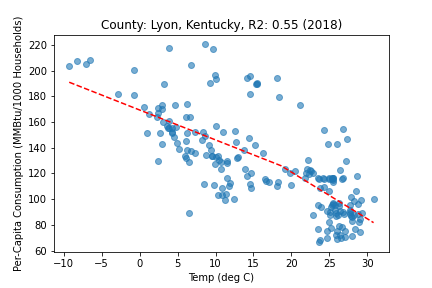 County: Lyon, Kentucky, R2: 0.55 (2018)
Per-Capita Consumption (MMBtu/1000 Households)
220
200
180
160
140
120
100
80
60
−10 −5 0 5 10 15 20 25 30
Temp (deg C)